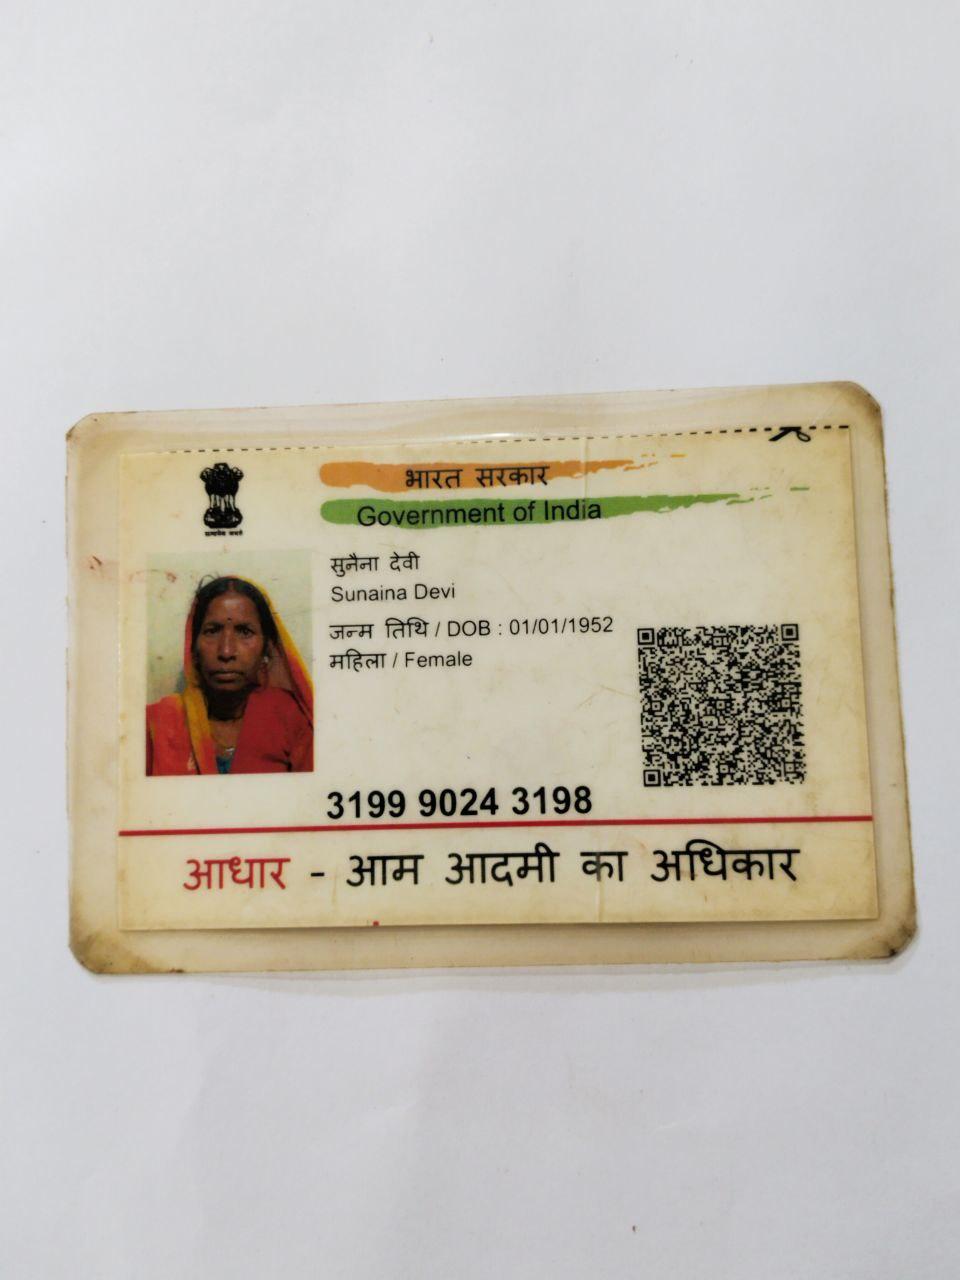 भारत सरकार
Government of India
सत्यमेव जयते
सुनैना देवी
Sunaina Devi
जन्म तिथि / DOB : 01/01/1952
महिला / Female
3199 9024 3198
आधार - आम आदमी का अधिकार